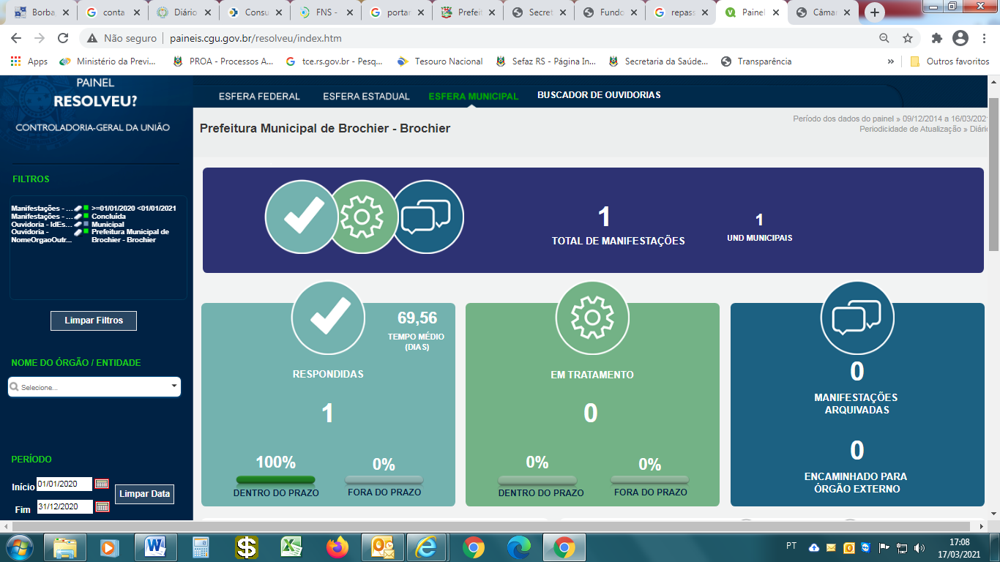 Borba
conta
Diário
Consu
FNS -
portar
Prefeit
Secret
Fundo
repass
Painel
Câmar
Não seguro | paineis.cgu.gov.br/resolveu/index.htm
Apps
Ministério da Previ...
PROA - Processos A...
tce.rs.gov.br - Pesq...
Tesouro Nacional
Sefaz RS - Página In...
Secretaria da Saúde...
Transparência
»
Outros favoritos
PAINEL
RESOLVEU?
CONTROLADORIA-GERAL DA UNIÃO
ESFERA FEDERAL
ESFERA ESTADUAL
ESFERA MUNICIPAL
BUSCADOR DE OUVIDORIAS
Prefeitura Municipal de Brochier - Brochier
Período dos dados do painel » 09/12/2014 a 16/03/2021
Periodicidade de Atualização » Diári
FILTROS
Manifestações - ... >=01/01/2020 <01/01/2021
Manifestações - ... Concluída
Ouvidoria - IdEs... Municipal
Ouvidoria - Prefeitura Municipal de
NomeOrgaoOutr... Brochier - Brochier
Limpar Filtros
NOME DO ÓRGÃO / ENTIDADE
Selecione...
PERÍODO
Início 01/01/2020
Limpar Data
Fim 31/12/2020
1
TOTAL DE MANIFESTAÇÕES
1
UND MUNICIPAIS
69,56
TEMPO MÉDIO
(DIAS)
RESPONDIDAS
1
100%
DENTRO DO PRAZO
0%
FORA DO PRAZO
EM TRATAMENTO
0
0%
DENTRO DO PRAZO
0%
FORA DO PRAZO
0
MANIFESTAÇÕES
ARQUIVADAS
0
ENCAMINHADO PARA
ÓRGÃO EXTERNO
PT
17:08
17/03/2021